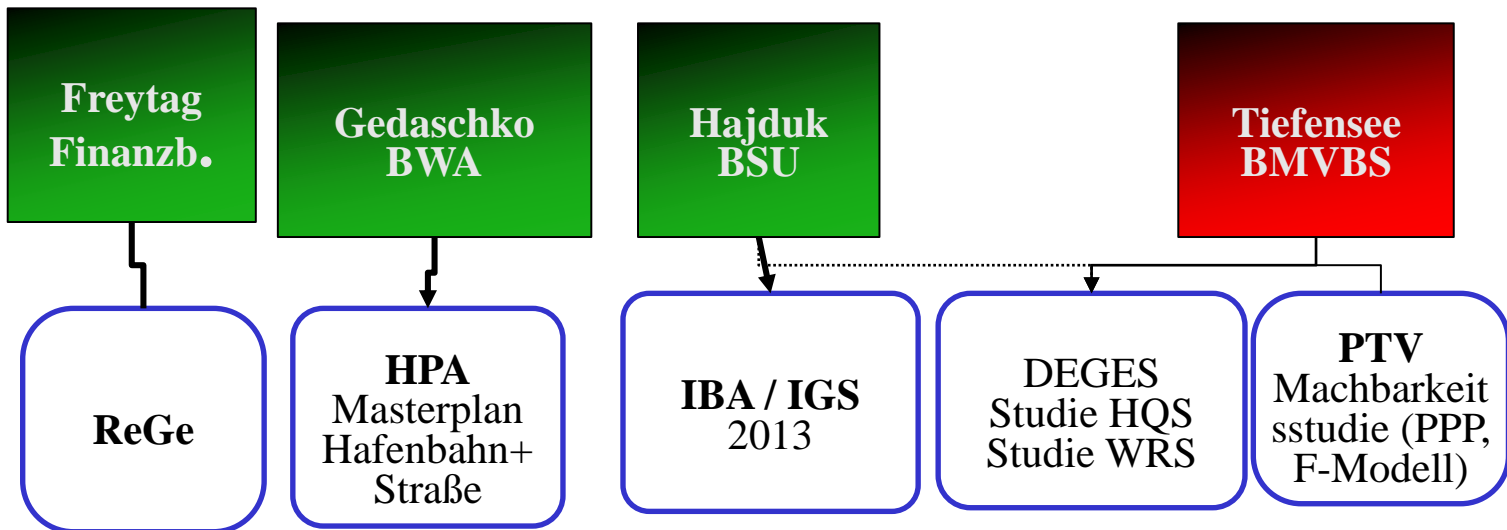 Freytag
Finanzb.
Gedaschko
BWA
Hajduk
BSU
Tiefensee
BMVBS
ReGe
HPA
Masterplan
Hafenbahn+
Straße
IBA / IGS
2013
DEGES
Studie HQS
Studie WRS
PTV
Machbarkeit
sstudie (PPP,
F-Modell)